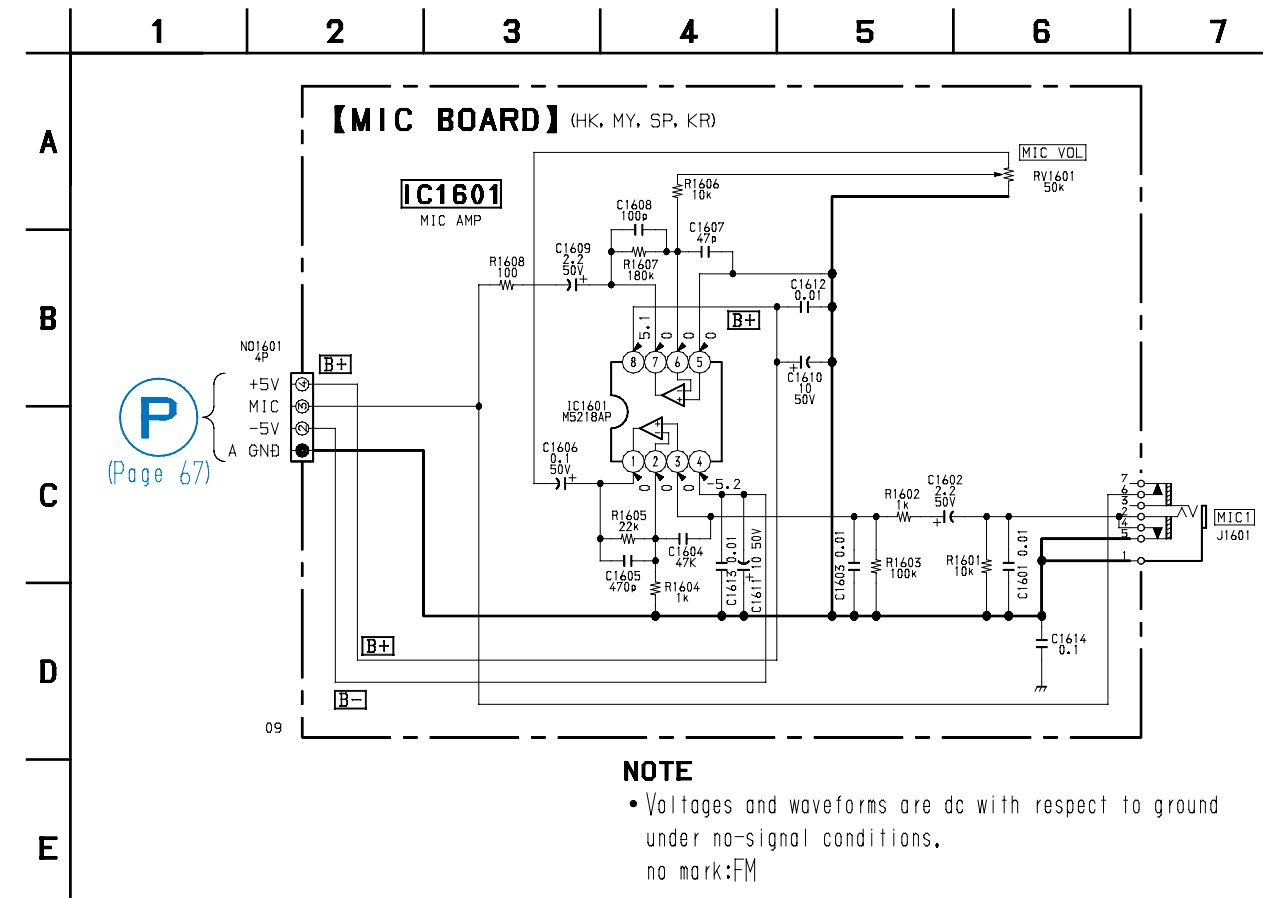 1 2 3 4 5 6 7
A
【MIC BOARD】 (HK, MY, SP, KR)
MIC VOL
RV1601
50k
IC1601
MIC AMP
R1606
10k
C1608
100p
C1607
47p
B
R1608
100
C1609
2.2
50V
+
R1607
180k
C1612
0.01
B+
5.1
0
0
0
8 7 6 5
NO1601
4P
B+
+
C1610
10
50V
+5V 4
MIC 3
-5V 2
A GND
P
(Page 67)
IC1601
M5218AP
+
-
-
+
1 2 3 4
0
0
0
-5.2
C
C1606
0.1
50V
+
R1605
22k
C1605
470p
C1604
47K
R1604
1k
C1613 0.01
C1611 10 50V
+
R1602
1k
C1602
2.2
50V
+
C1603 0.01
R1603
100k
R1601
10k
C1601 0.01
7
6
3
2
4
5
1
MIC1
J1601
D
B+
B-
C1614
0.1
09
E
NOTE
• Voltages and waveforms are dc with respect to ground
under no-signal conditions.
no mark:FM